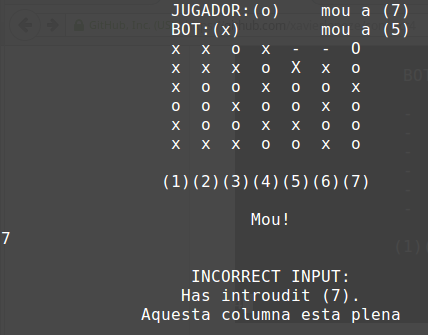 JUGADOR:(o) mou a (7)
BOT:(x) mou a (5)
x x o x - - O
x x x o X x o
x o o x o o x
o o x o x o o
x o o x x o o
x x x o o x o
(1)(2)(3)(4)(5)(6)(7)
Mou!
7
INCORRECT INPUT:
Has introudit (7).
Aquesta columna esta plena